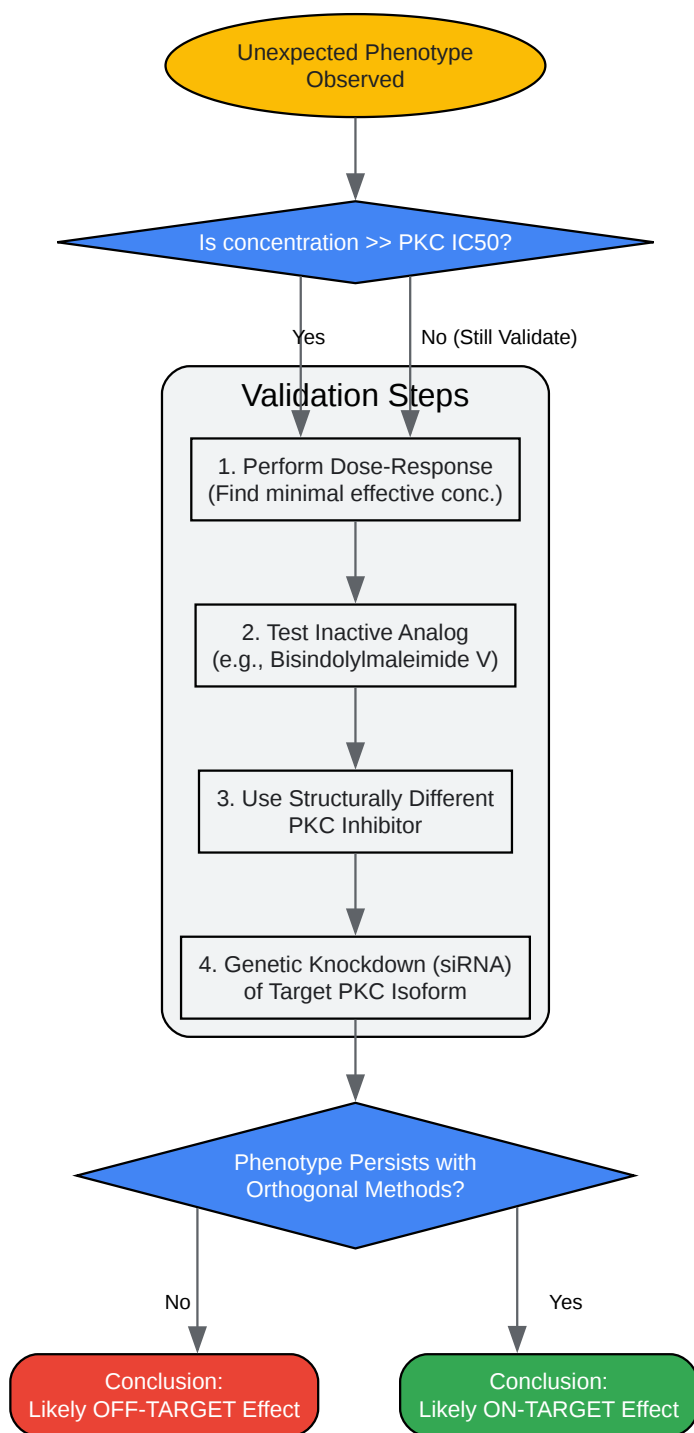 Unexpected Phenotype
Observed
Is concentration >> PKC IC50?
Yes
No (Still Validate)
Validation Steps
1. Perform Dose-Response
(Find minimal effective conc.)
2. Test Inactive Analog
(e.g., Bisindolylmaleimide V)
3. Use Structurally Different
PKC Inhibitor
4. Genetic Knockdown (siRNA)
of Target PKC Isoform
Phenotype Persists with
Orthogonal Methods?
No
Yes
Conclusion:
Likely OFF-TARGET Effect
Conclusion:
Likely ON-TARGET Effect